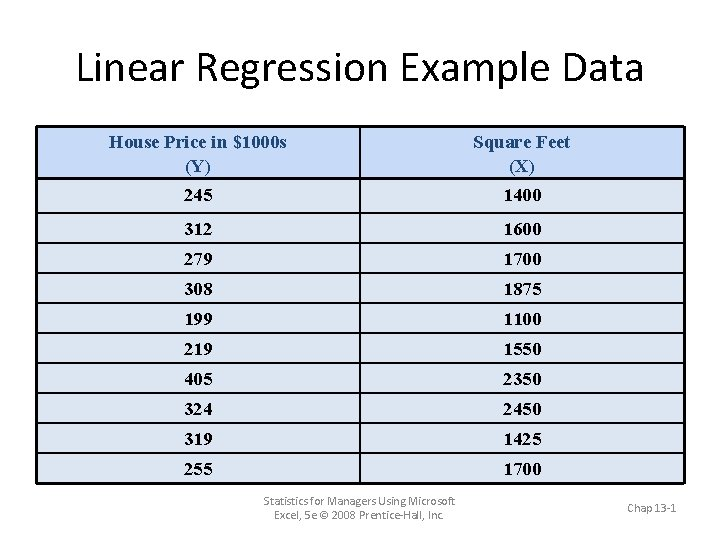 Linear Regression Example Data
House Price in $1000s
(Y)
Square Feet
(X)
245 1400
312 1600
279 1700
308 1875
199 1100
219 1550
405 2350
324 2450
319 1425
255 1700
Statistics for Managers Using Microsoft
Excel, 5e © 2008 Prentice-Hall, Inc.
Chap 13-1